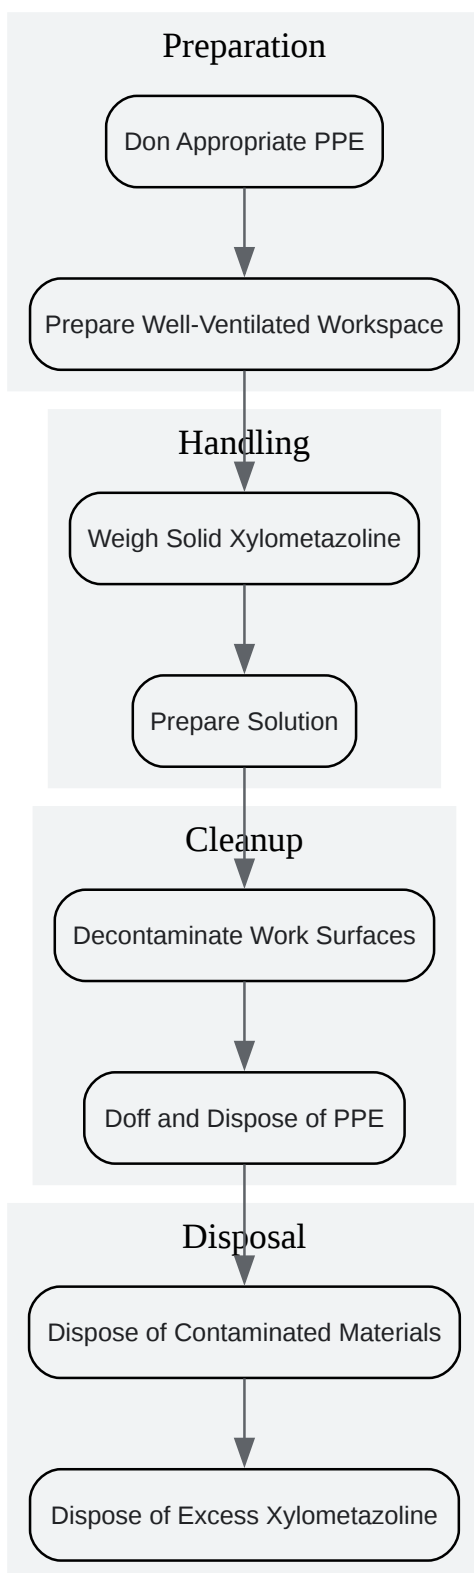 Preparation
Don Appropriate PPE
Prepare Well-Ventilated Workspace
Handling
Weigh Solid Xylometazoline
Prepare Solution
Cleanup
Decontaminate Work Surfaces
Doff and Dispose of PPE
Disposal
Dispose of Contaminated Materials
Dispose of Excess Xylometazoline